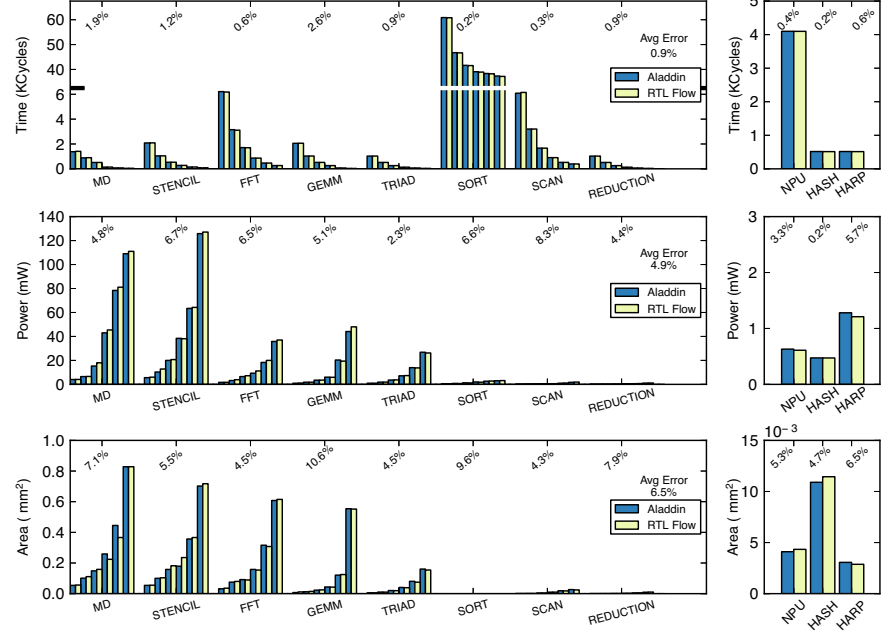 1.9% 1.2% 0.6% 2.6% 0.9% 0.2% 0.3% 0.9%
Time (KCycles)
60
40
20
6
4
2
0
Avg Error
0.9%
Aladdin
RTL Flow
MD STENCIL FFT GEMM TRIAD SORT SCAN REDUCTION
0.4% 0.2% 0.6%
Time (KCycles)
5
4
3
2
1
0
NPU HASH HARP
4.8% 6.7% 6.5% 5.1% 2.3% 6.6% 8.3% 4.4%
Power (mW)
140
120
100
80
60
40
20
0
Avg Error
4.9%
Aladdin
RTL Flow
MD STENCIL FFT GEMM TRIAD SORT SCAN REDUCTION
3.3% 0.2% 5.7%
Power (mW)
3
2
1
0
NPU HASH HARP
7.1% 5.5% 4.5% 10.6% 4.5% 9.6% 4.3% 7.9%
Area ( mm²)
1.0
0.8
0.6
0.4
0.2
0.0
Avg Error
6.5%
Aladdin
RTL Flow
MD STENCIL FFT GEMM TRIAD SORT SCAN REDUCTION
10⁻³
5.3% 4.7% 6.5%
Area ( mm²)
15
10
5
0
NPU HASH HARP